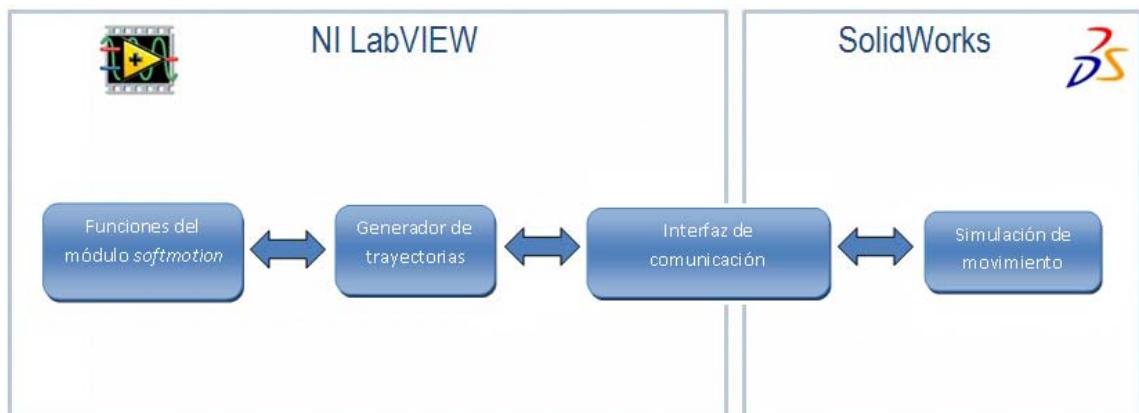 NI LabVIEW
SolidWorks
Funciones del
módulo softmotion
Generador de
trayectorias
Interfaz de
comunicación
Simulación de
movimiento